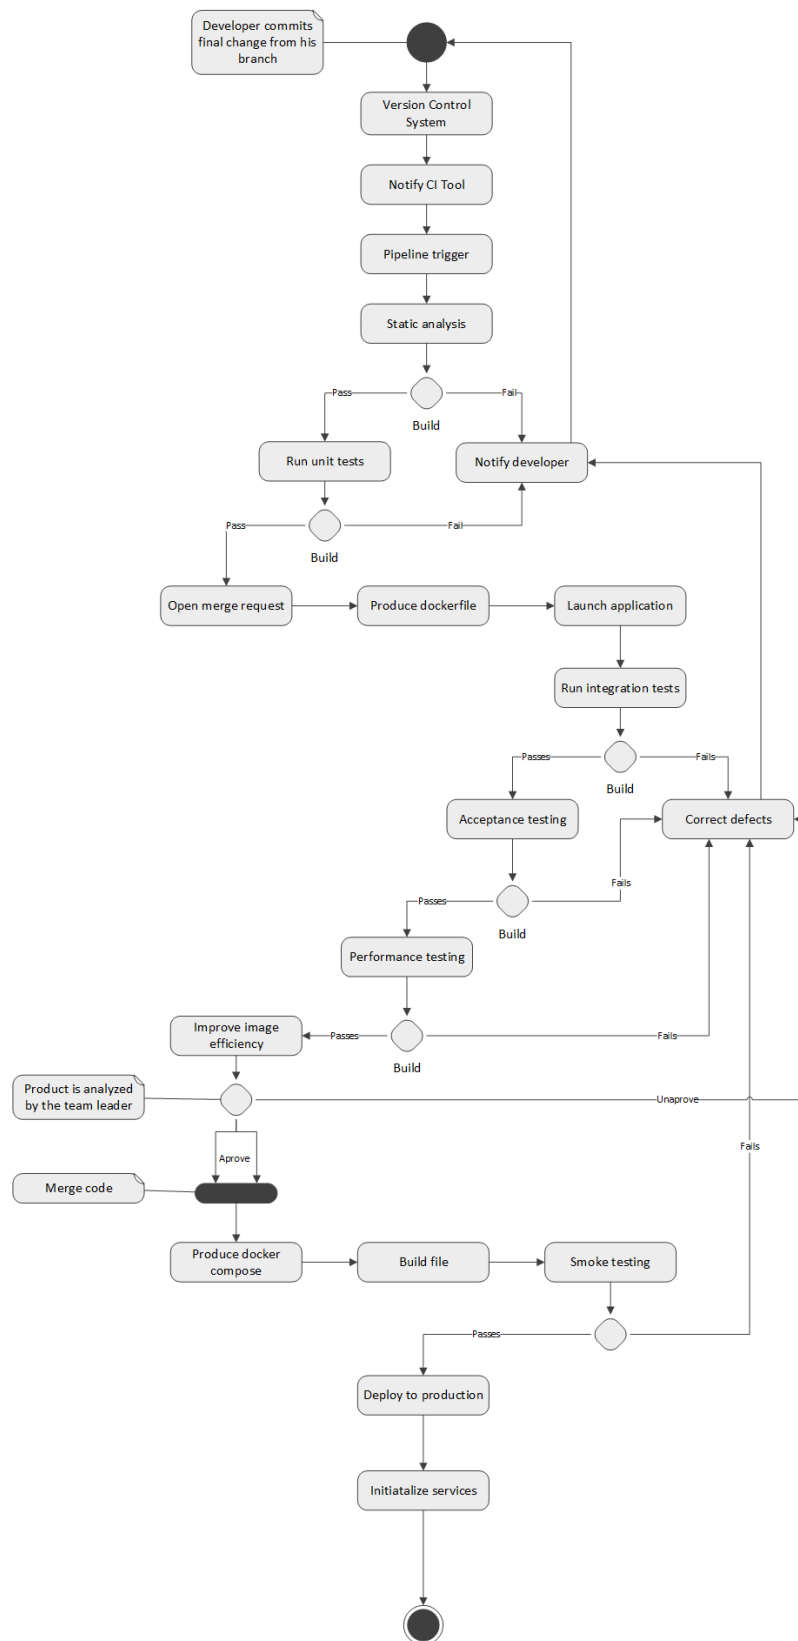 Developer commits
final change from his
branch
Version Control
System
Notify CI Tool
Pipeline trigger
Static analysis
Pass
Fail
Build
Run unit tests
Notify developer
Pass
Fail
Build
Open merge request
Produce dockerfile
Launch application
Run integration tests
Passes
Fails
Build
Acceptance testing
Correct defects
Fails
Passes
Build
Performance testing
Improve image
efficiency
Passes
Fails
Build
Product is analyzed
by the team leader
Unaprove
Fails
Aprove
Merge code
Produce docker
compose
Build file
Smoke testing
Passes
Deploy to production
Initiatalize services